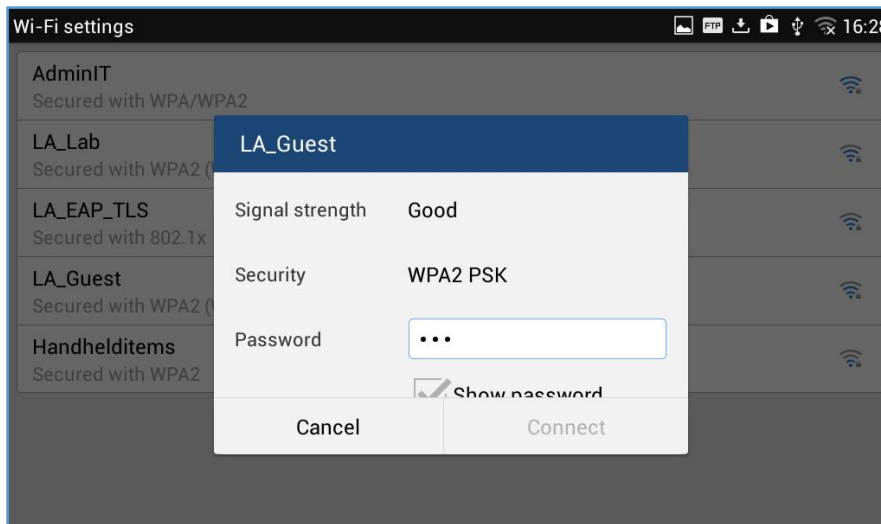 Wi-Fi settings
FTP
16:28
AdminIT
Secured with WPA/WPA2
LA_Lab
Secured with WPA2 (
LA_EAP_TLS
Secured with 802.1x
LA_Guest
Secured with WPA2 (
Handhelditems
Secured with WPA2
LA_Guest
Signal strength Good
Security WPA2 PSK
Password •••
Show password
Cancel Connect